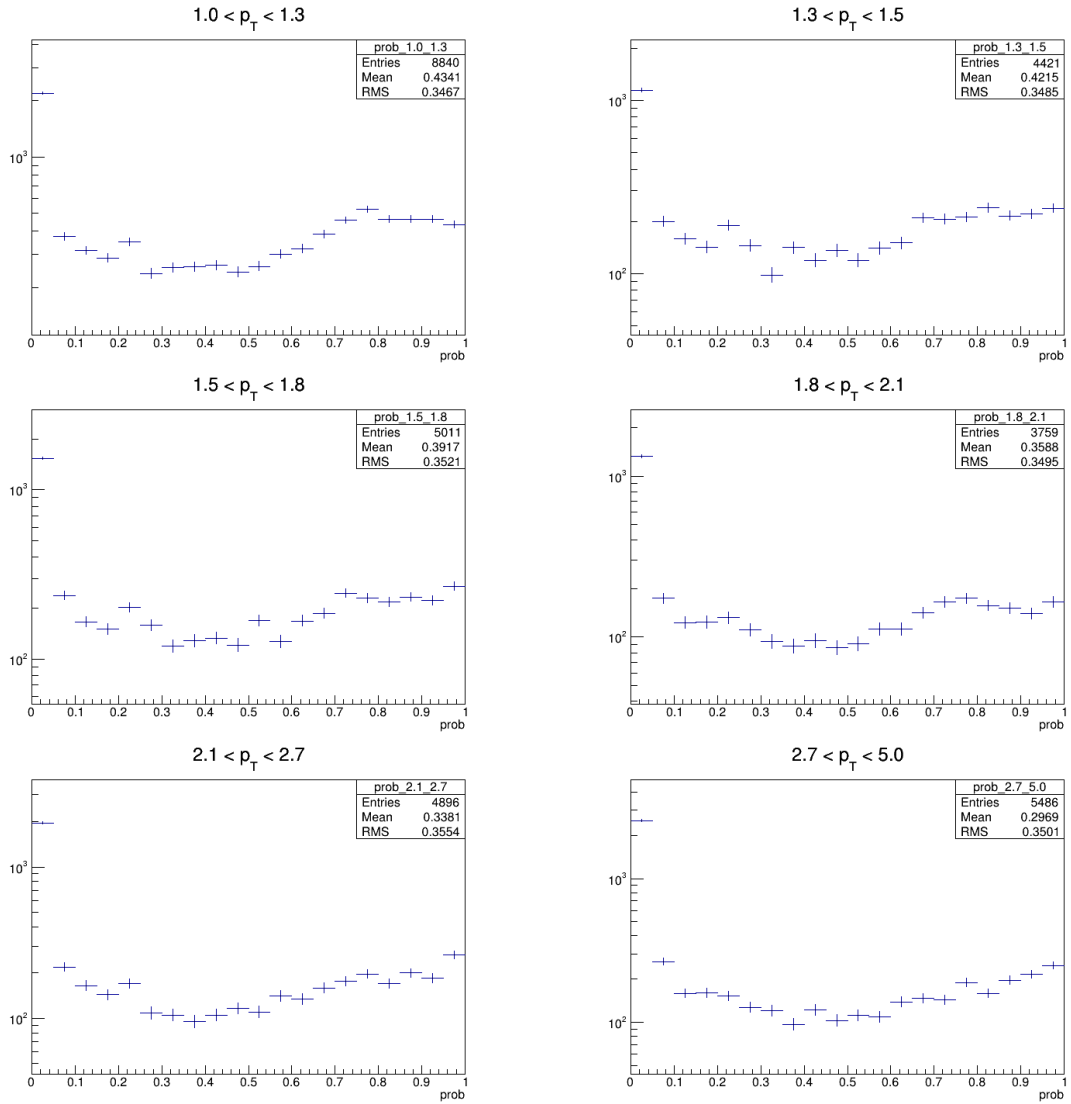 1.0 < p_T < 1.3
prob_1.0_1.3
Entries 8840
Mean 0.4341
RMS 0.3467
10^3
0 0.1 0.2 0.3 0.4 0.5 0.6 0.7 0.8 0.9 1
prob
1.3 < p_T < 1.5
prob_1.3_1.5
Entries 4421
Mean 0.4215
RMS 0.3485
10^3
10^2
0 0.1 0.2 0.3 0.4 0.5 0.6 0.7 0.8 0.9 1
prob
1.5 < p_T < 1.8
prob_1.5_1.8
Entries 5011
Mean 0.3917
RMS 0.3521
10^3
10^2
0 0.1 0.2 0.3 0.4 0.5 0.6 0.7 0.8 0.9 1
prob
1.8 < p_T < 2.1
prob_1.8_2.1
Entries 3759
Mean 0.3588
RMS 0.3495
10^3
10^2
0 0.1 0.2 0.3 0.4 0.5 0.6 0.7 0.8 0.9 1
prob
2.1 < p_T < 2.7
prob_2.1_2.7
Entries 4896
Mean 0.3381
RMS 0.3554
10^3
10^2
0 0.1 0.2 0.3 0.4 0.5 0.6 0.7 0.8 0.9 1
prob
2.7 < p_T < 5.0
prob_2.7_5.0
Entries 5486
Mean 0.2969
RMS 0.3501
10^3
10^2
0 0.1 0.2 0.3 0.4 0.5 0.6 0.7 0.8 0.9 1
prob